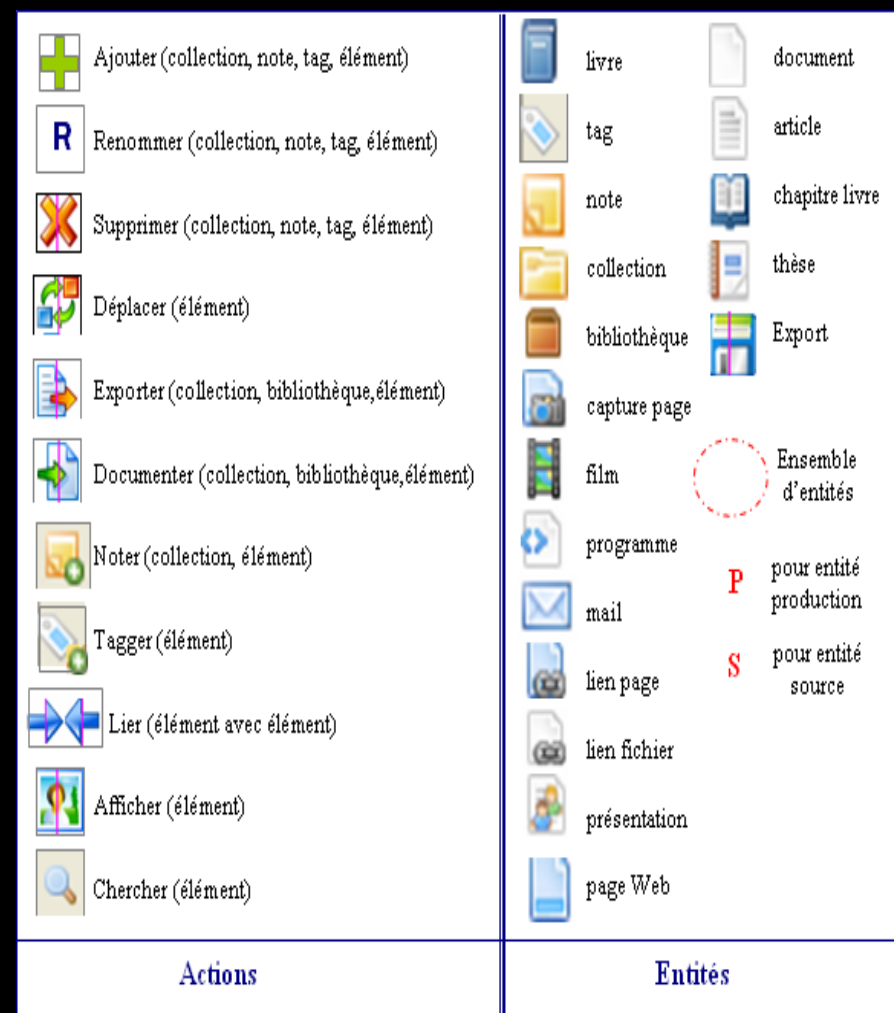 Ajouter (collection, note, tag, élément)
R
Renommer (collection, note, tag, élément)
Supprimer (collection, note, tag, élément)
Déplacer (élément)
Exporter (collection, bibliothèque,élément)
Documenter (collection, bibliothèque,élément)
Noter (collection, élément)
Tagger (élément)
Lier (élément avec élément)
Afficher (élément)
Chercher (élément)
Actions
livre
tag
note
collection
bibliothèque
capture page
film
programme
mail
lien page
lien fichier
présentation
page Web
document
article
chapitre livre
thèse
Export
Ensemble
d’entités
P
pour entité
production
S
pour entité
source
Entités